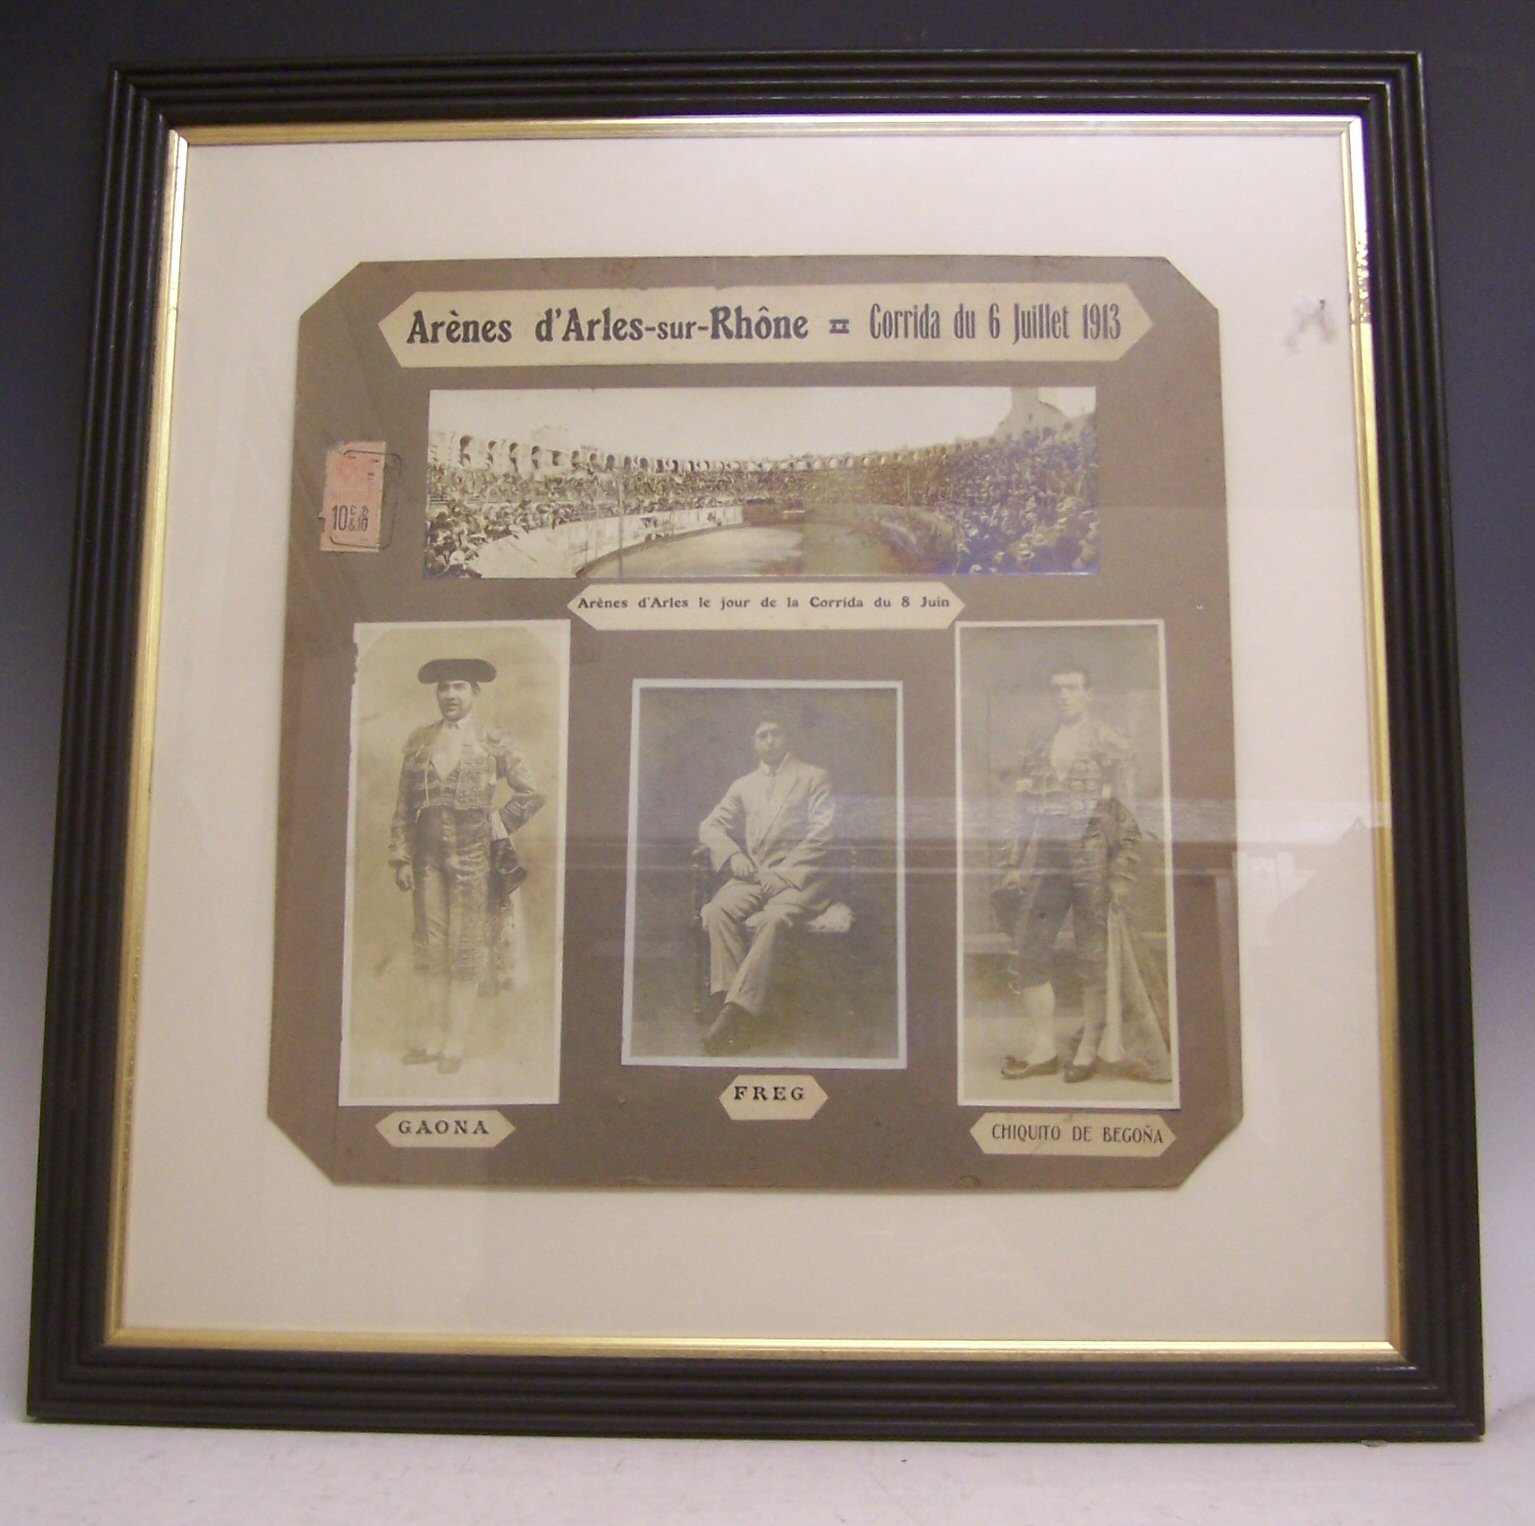 Arènes d'Arles-sur-Rhône = Corrida du 6 Juillet 1913
10c
Arènes d'Arles le jour de la Corrida du 8 Juin
GAONA
FREG
CHIQUITO DE BEGOÑA